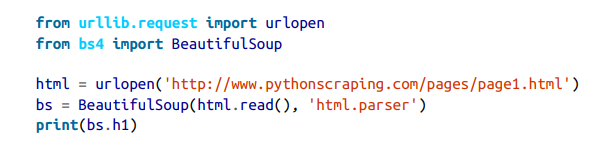 from urllib.request import urlopen
from bs4 import BeautifulSoup
html = urlopen('http://www.pythonscraping.com/pages/page1.html')
bs = BeautifulSoup(html.read(), 'html.parser')
print(bs.h1)